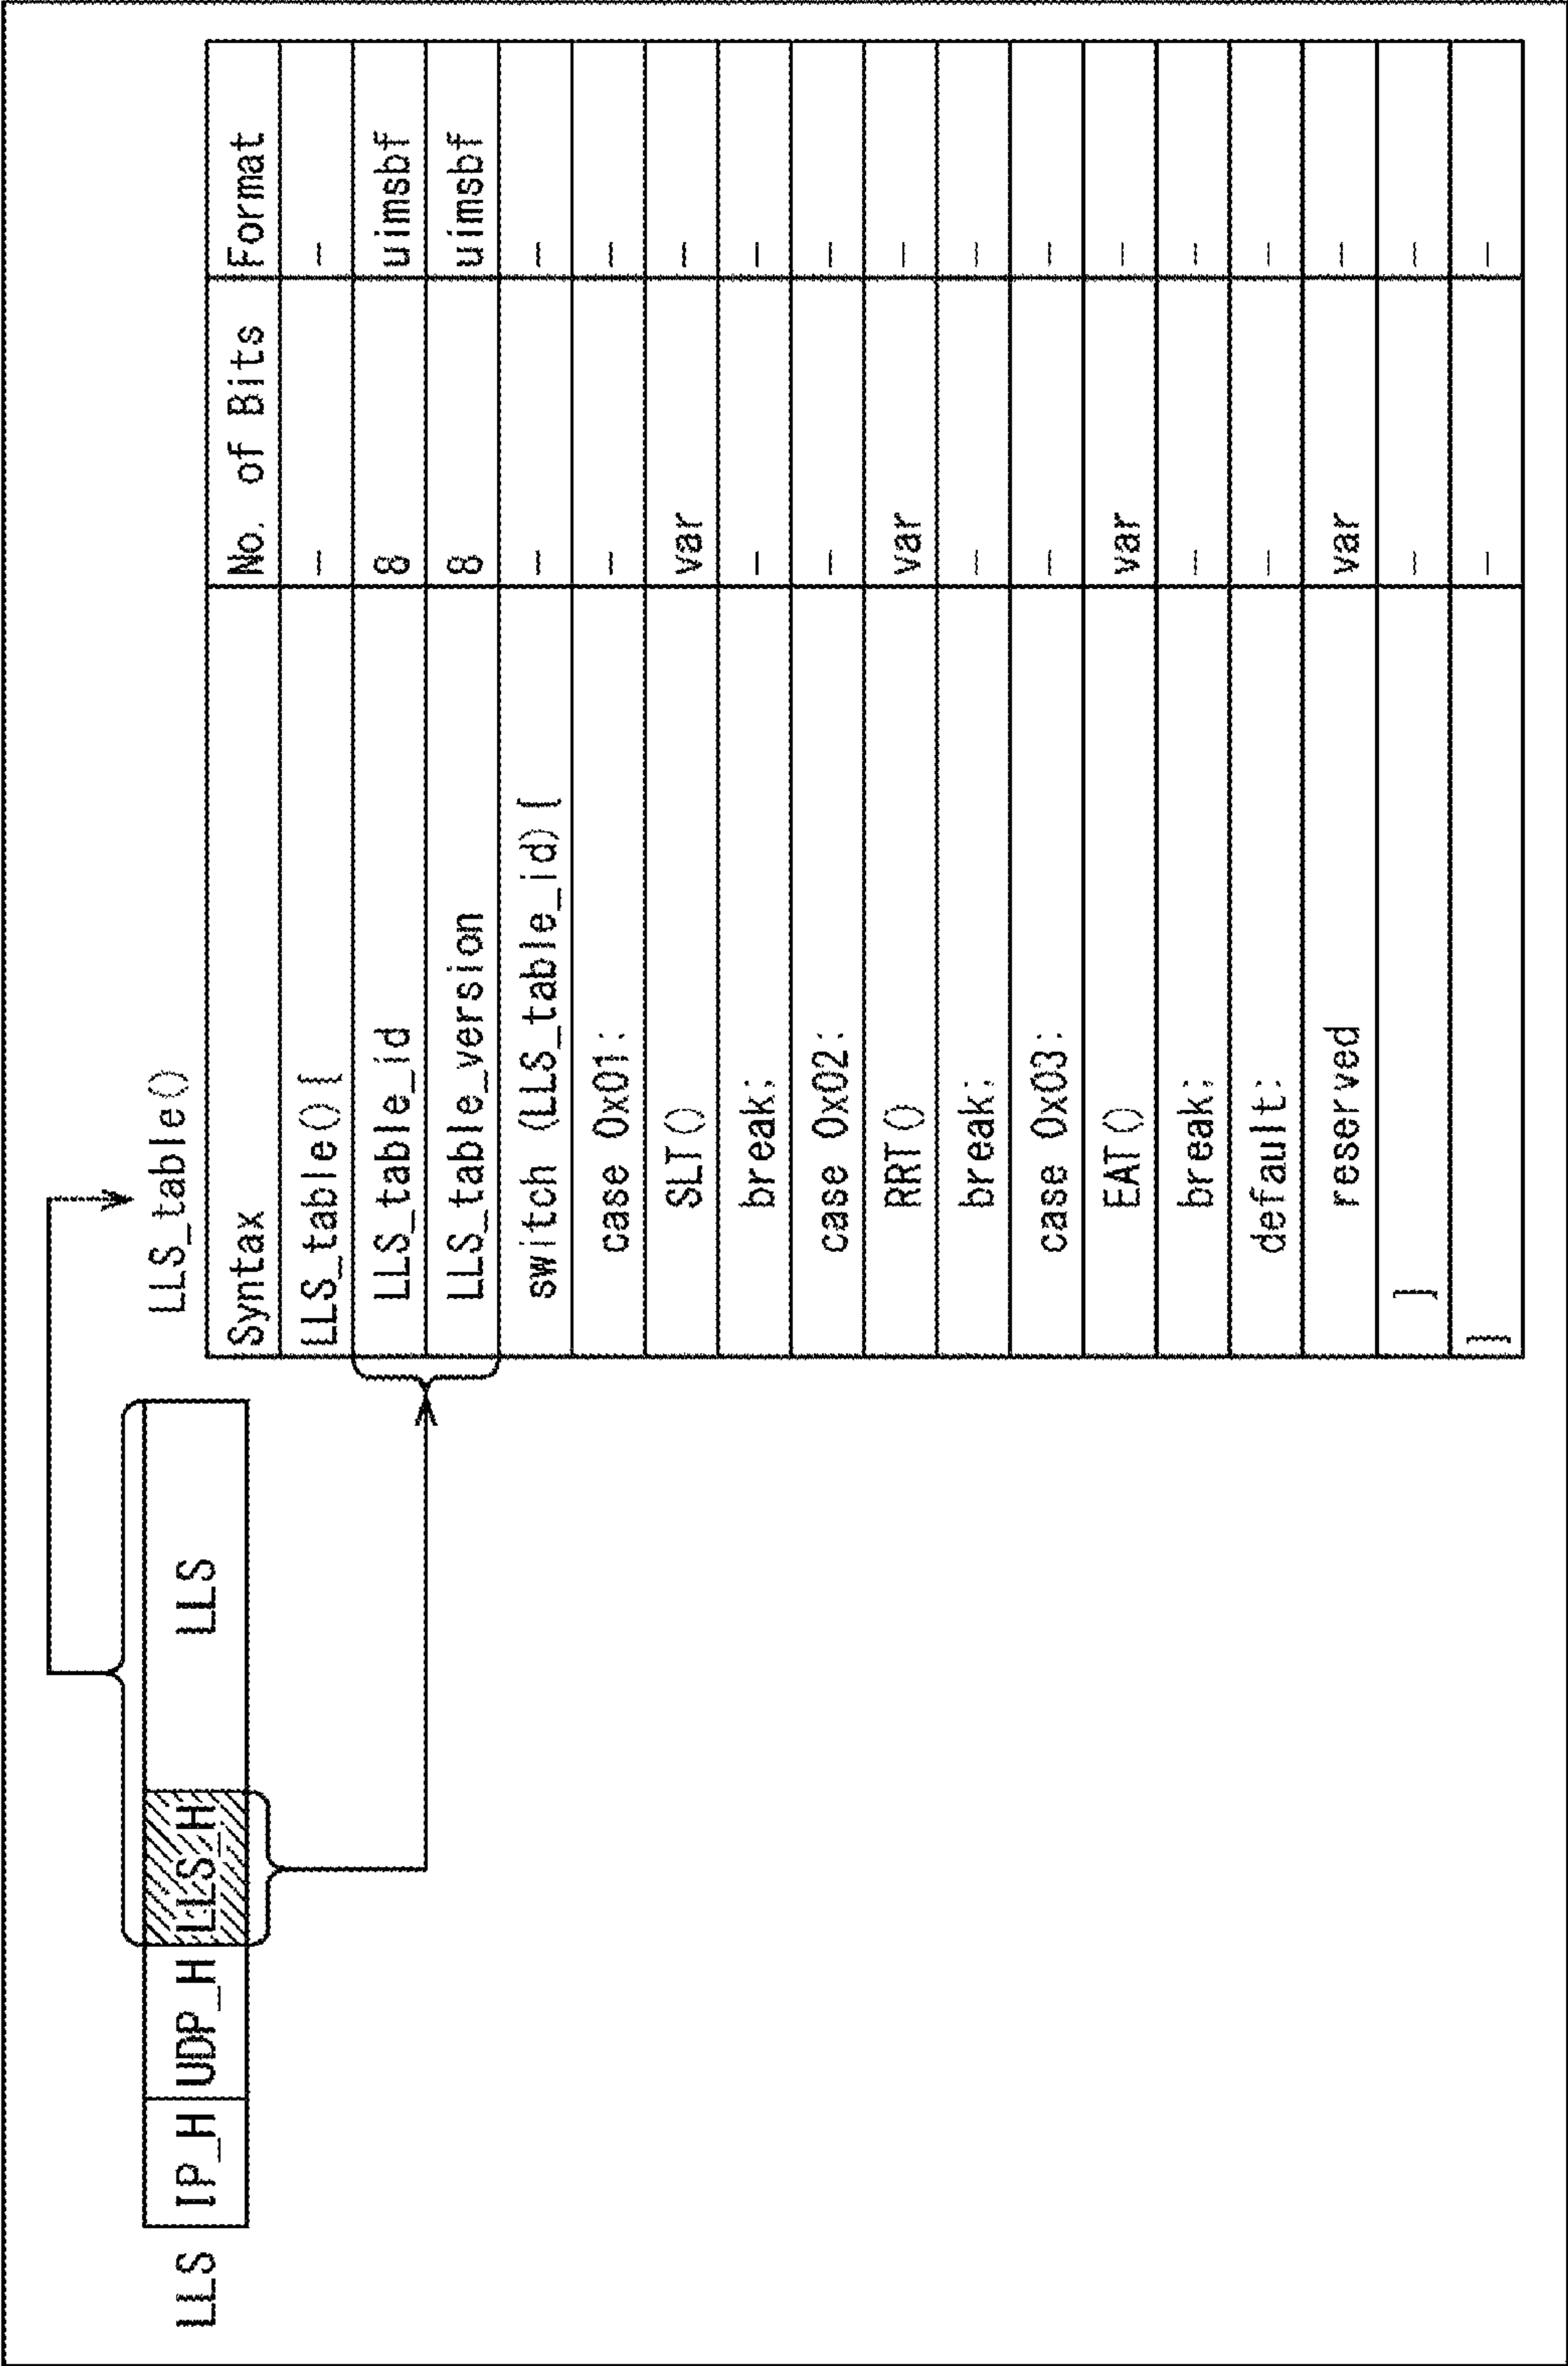 LLS IP_H UDP_H LLS_H LLS
LLS_table()
Syntax No. of Bits Format
LLS_table() { - -
LLS_table_id 8 uimsbf
LLS_table_version 8 uimsbf
switch (LLS_table_id) { - -
case 0x01: - -
SLT() var -
break; - -
case 0x02: - -
RRT() var -
break; - -
case 0x03: - -
EAT() var -
break; - -
default: - -
reserved var -
} - -
} - -